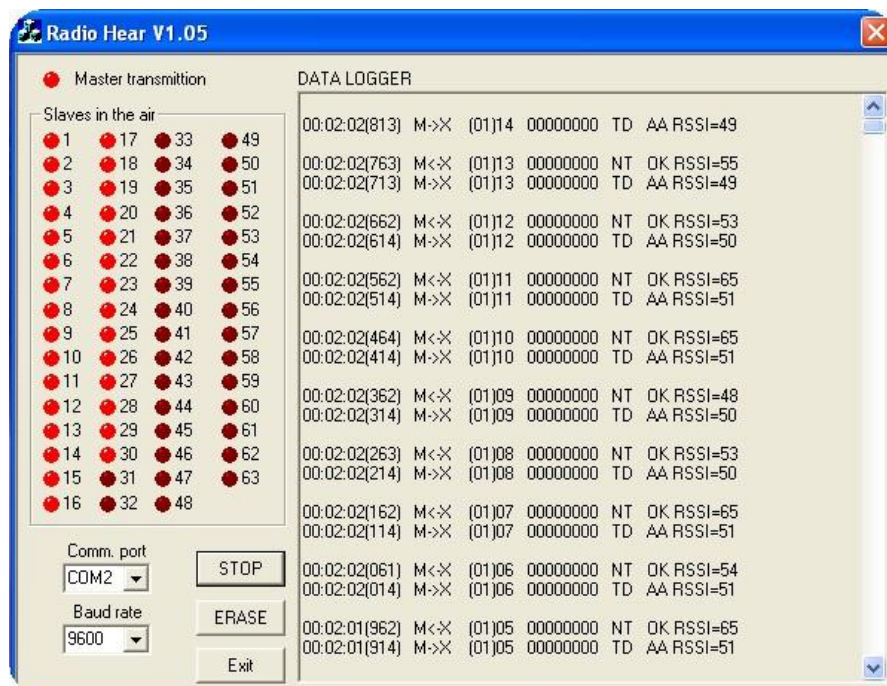 Radio Hear V1.05
Master transmittion
Slaves in the air
1 17 33 49
2 18 34 50
3 19 35 51
4 20 36 52
5 21 37 53
6 22 38 54
7 23 39 55
8 24 40 56
9 25 41 57
10 26 42 58
11 27 43 59
12 28 44 60
13 29 45 61
14 30 46 62
15 31 47 63
16 32 48
Comm. port
COM2
Baud rate
9600
STOP
ERASE
Exit
DATA LOGGER
00:02:02(813) M->X (01)14 00000000 TD AA RSSI=49
00:02:02(763) M<-X (01)13 00000000 NT OK RSSI=55
00:02:02(713) M->X (01)13 00000000 TD AA RSSI=49
00:02:02(662) M<-X (01)12 00000000 NT OK RSSI=53
00:02:02(614) M->X (01)12 00000000 TD AA RSSI=50
00:02:02(562) M<-X (01)11 00000000 NT OK RSSI=65
00:02:02(514) M->X (01)11 00000000 TD AA RSSI=51
00:02:02(464) M<-X (01)10 00000000 NT OK RSSI=65
00:02:02(414) M->X (01)10 00000000 TD AA RSSI=51
00:02:02(362) M<-X (01)09 00000000 NT OK RSSI=48
00:02:02(314) M->X (01)09 00000000 TD AA RSSI=50
00:02:02(263) M<-X (01)08 00000000 NT OK RSSI=53
00:02:02(214) M->X (01)08 00000000 TD AA RSSI=50
00:02:02(162) M<-X (01)07 00000000 NT OK RSSI=65
00:02:02(114) M->X (01)07 00000000 TD AA RSSI=51
00:02:02(061) M<-X (01)06 00000000 NT OK RSSI=54
00:02:02(014) M->X (01)06 00000000 TD AA RSSI=51
00:02:01(962) M<-X (01)05 00000000 NT OK RSSI=65
00:02:01(914) M->X (01)05 00000000 TD AA RSSI=51